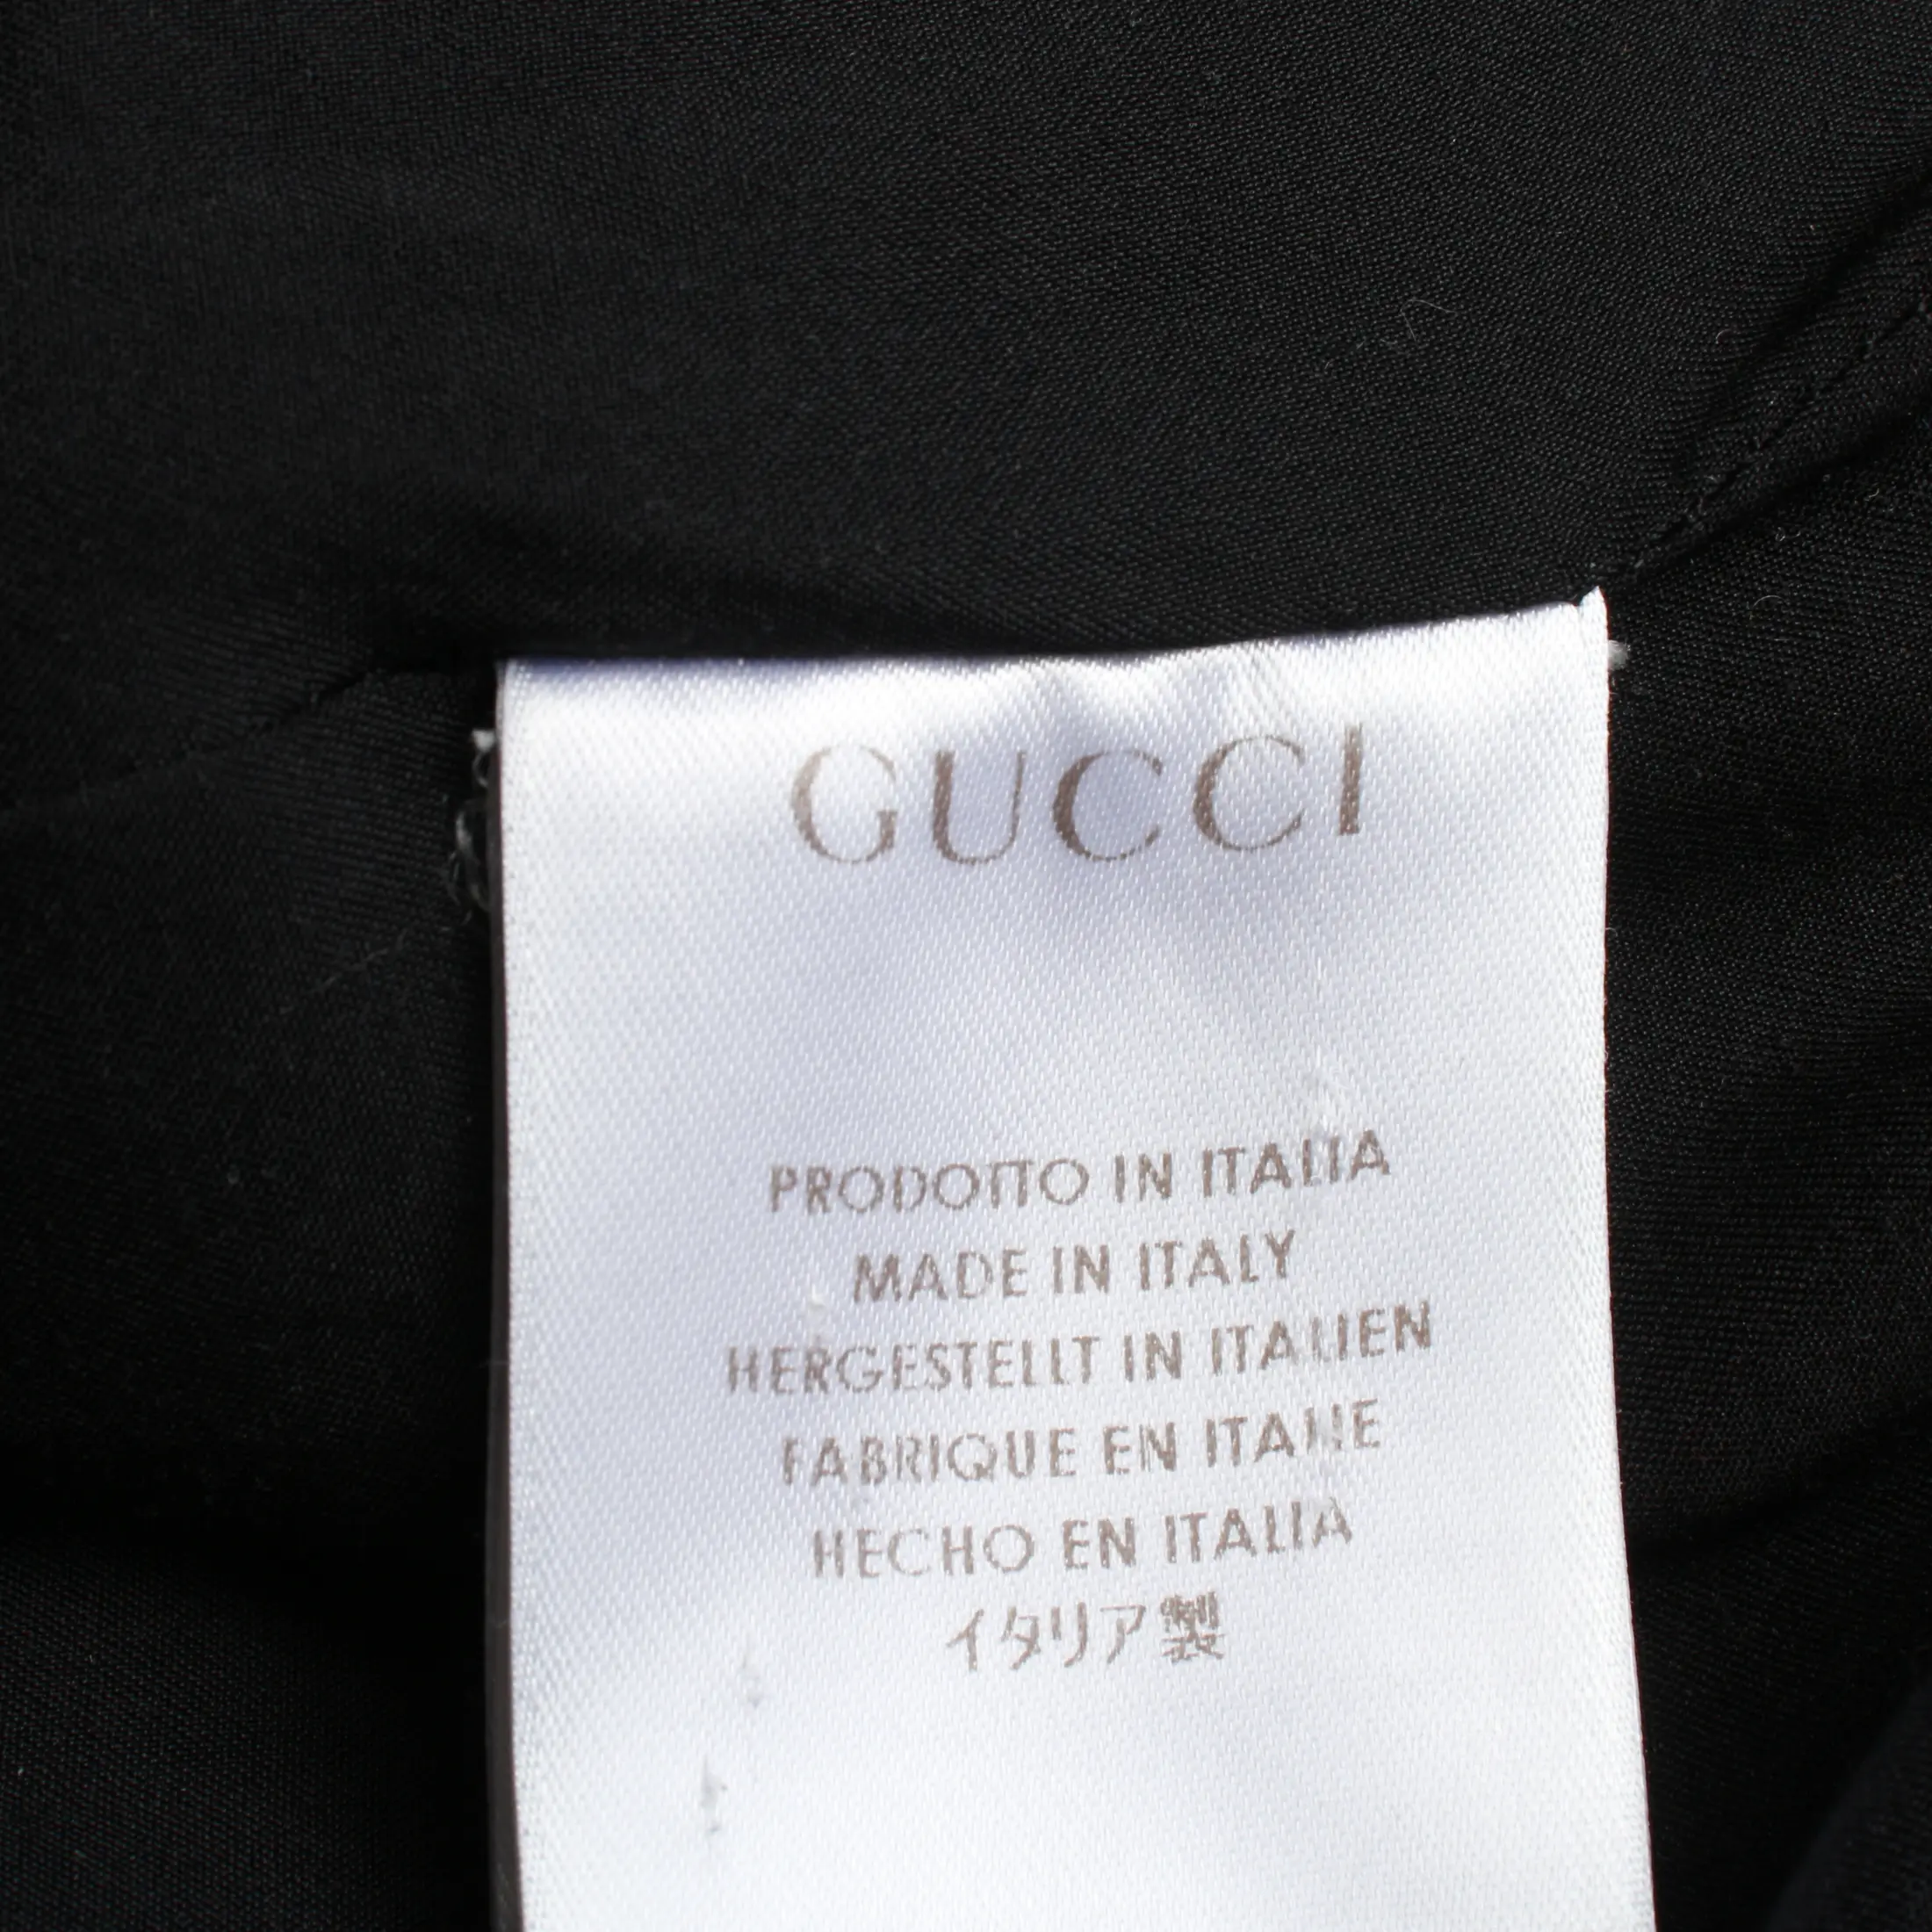 GUCCI
PRODOTTO IN ITALIA
MADE IN ITALY
HERGESTELLT IN ITALIEN
FABRIQUE EN ITALIE
HECHO EN ITALIA
イタリア製